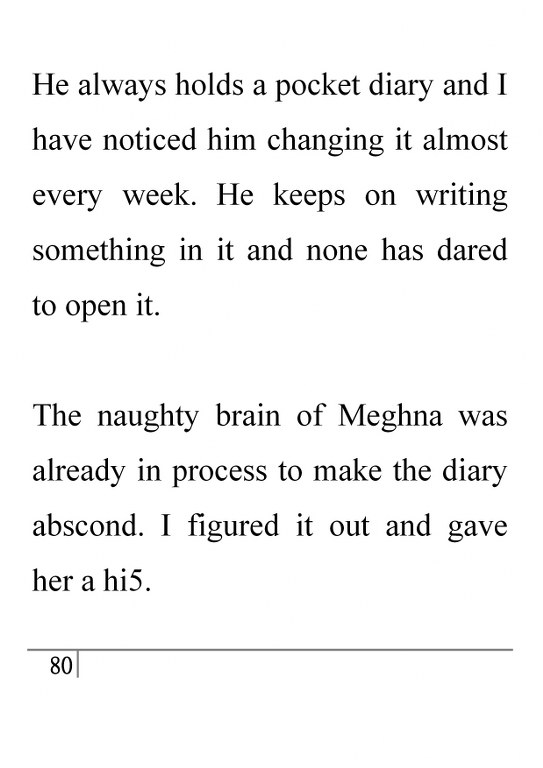 He always holds a pocket diary and I
have noticed him changing it almost
every week. He keeps on writing
something in it and none has dared
to open it.
The naughty brain of Meghna was
already in process to make the diary
abscond. I figured it out and gave
her a hi5.
80